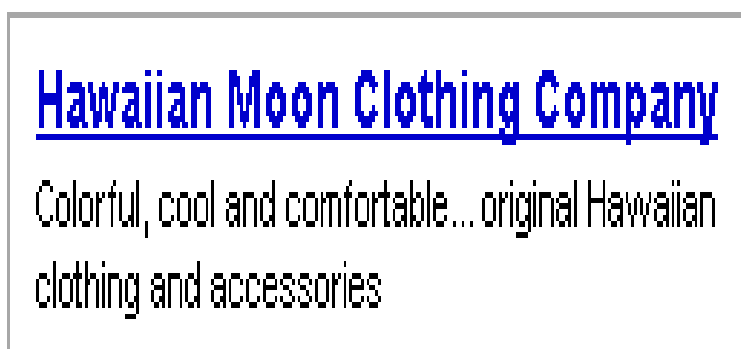 Hawaiian Moon Clothing Company
Colorful, cool and comfortable... original Hawaiian
clothing and accessories